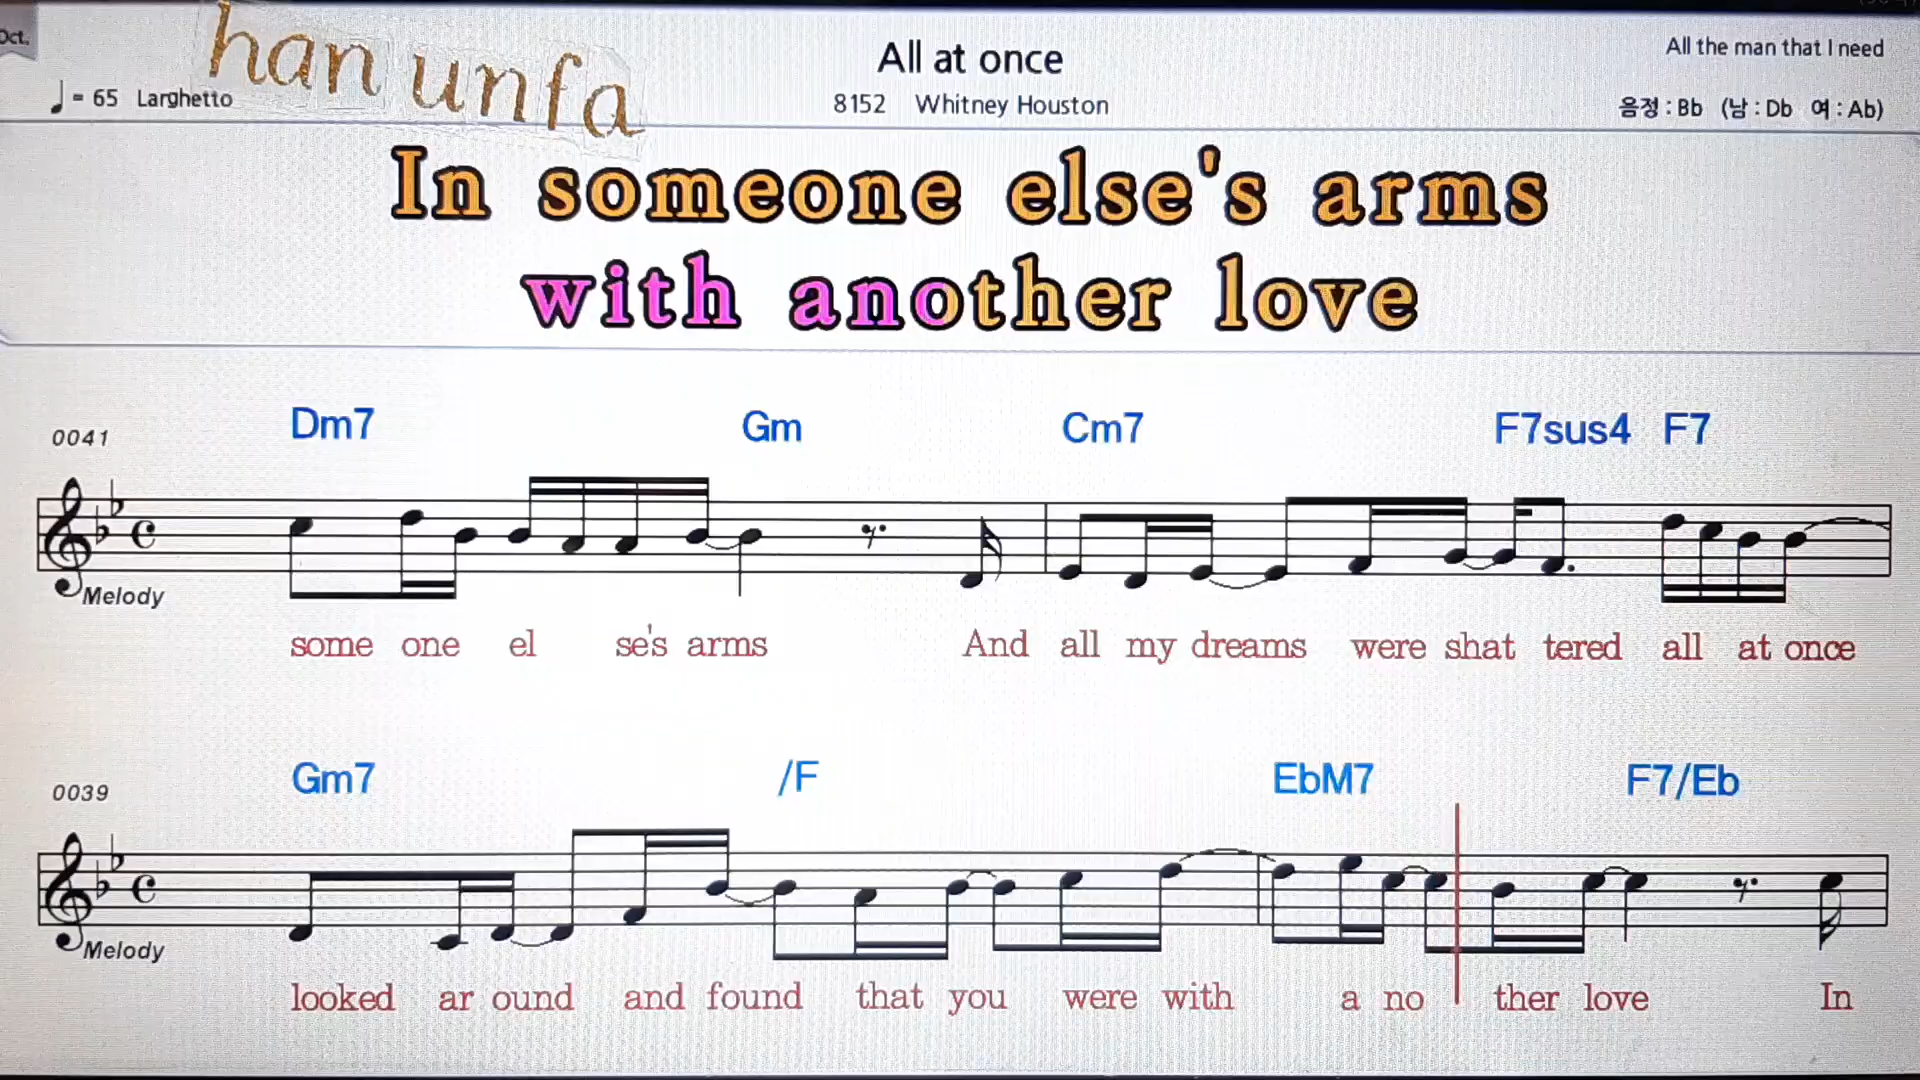 Oct.
han unfa
♩ = 65 Larghetto
All at once
8152 Whitney Houston
All the man that I need
음정 : Bb (남 : Db 여 : Ab)
In someone else's arms
with another love
Dm7 Gm Cm7 F7sus4 F7
0041
Melody
some one el se's arms And all my dreams were shat tered all at once
Gm7 /F EbM7 F7/Eb
0039
Melody
looked ar ound and found that you were with a no ther love In